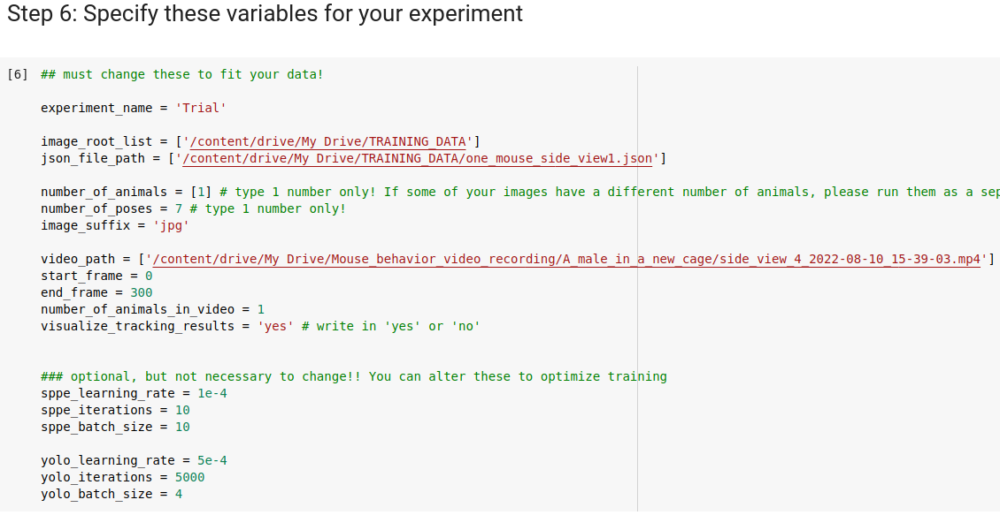 Step 6: Specify these variables for your experiment
[6] ## must change these to fit your data!
experiment_name = 'Trial'
image_root_list = ['/content/drive/My Drive/TRAINING_DATA']
json_file_path = ['/content/drive/My Drive/TRAINING_DATA/one_mouse_side_view1.json']
number_of_animals = [1] # type 1 number only! If some of your images have a different number of animals, please run them as a sep
number_of_poses = 7 # type 1 number only!
image_suffix = 'jpg'
video_path = ['/content/drive/My Drive/Mouse_behavior_video_recording/A_male_in_a_new_cage/side_view_4_2022-08-10_15-39-03.mp4']
start_frame = 0
end_frame = 300
number_of_animals_in_video = 1
visualize_tracking_results = 'yes' # write in 'yes' or 'no'
### optional, but not necessary to change!! You can alter these to optimize training
sppe_learning_rate = 1e-4
sppe_iterations = 10
sppe_batch_size = 10
yolo_learning_rate = 5e-4
yolo_iterations = 5000
yolo_batch_size = 4